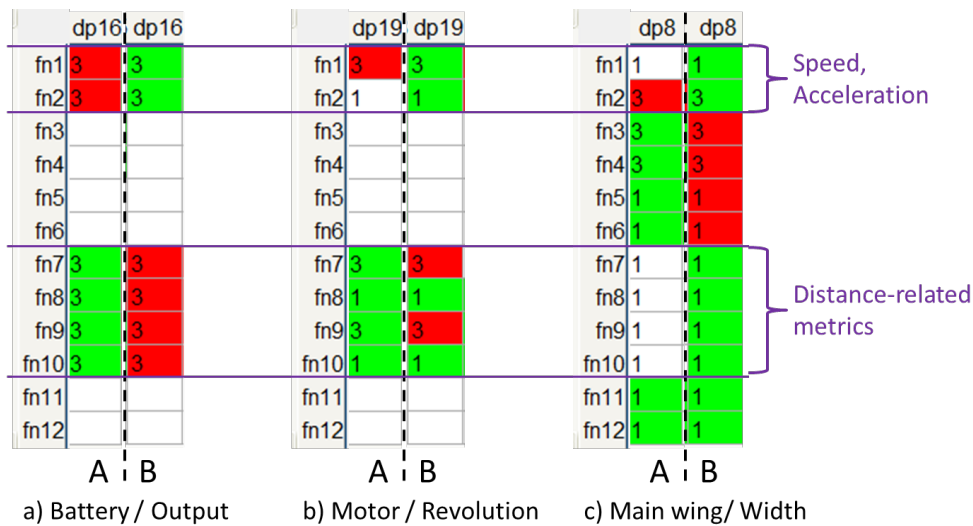 dp16 dp16 dp19 dp19 dp8 dp8
fn1 3 3 fn1 3 3 fn1 1 1 Speed,
fn2 3 3 fn2 1 1 fn2 3 3 Acceleration
fn3 fn3 fn3 3 3
fn4 fn4 fn4 3 3
fn5 fn5 fn5 1 1
fn6 fn6 fn6 1 1
fn7 3 3 fn7 3 3 fn7 1 1
fn8 3 3 fn8 1 1 fn8 1 1 Distance-related
fn9 3 3 fn9 3 3 fn9 1 1 metrics
fn10 3 3 fn10 1 1 fn10 1 1
fn11 fn11 fn11 1 1
fn12 fn12 fn12 1 1
A B A B A B
a) Battery / Output b) Motor / Revolution c) Main wing/ Width